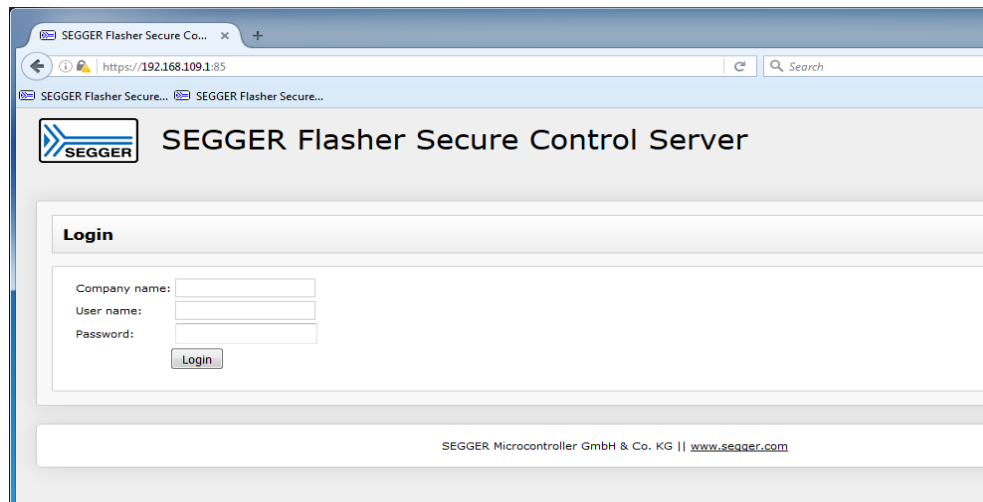 SEGGER Flasher Secure Co... × +
https://192.168.109.1:85
Search
SEGGER Flasher Secure... SEGGER Flasher Secure...
SEGGER
SEGGER Flasher Secure Control Server
Login
Company name:
User name:
Password:
Login
SEGGER Microcontroller GmbH & Co. KG || www.segger.com